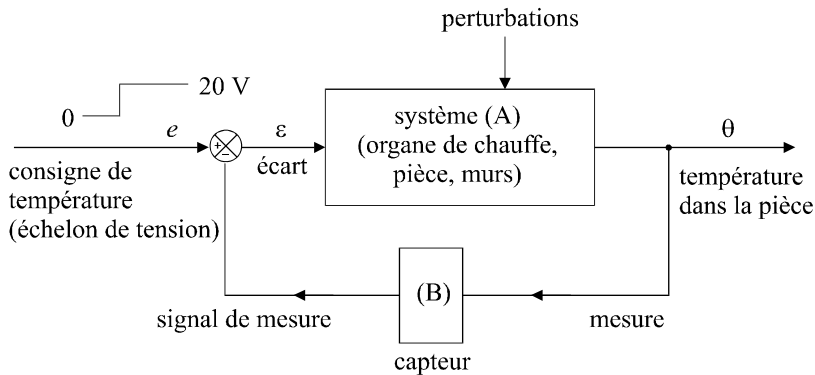 perturbations
20 V
0
e
+
−
ε
écart
système (A)
(organe de chauffe,
pièce, murs)
θ
consigne de
température
(échelon de tension)
température
dans la pièce
(B)
signal de mesure
mesure
capteur